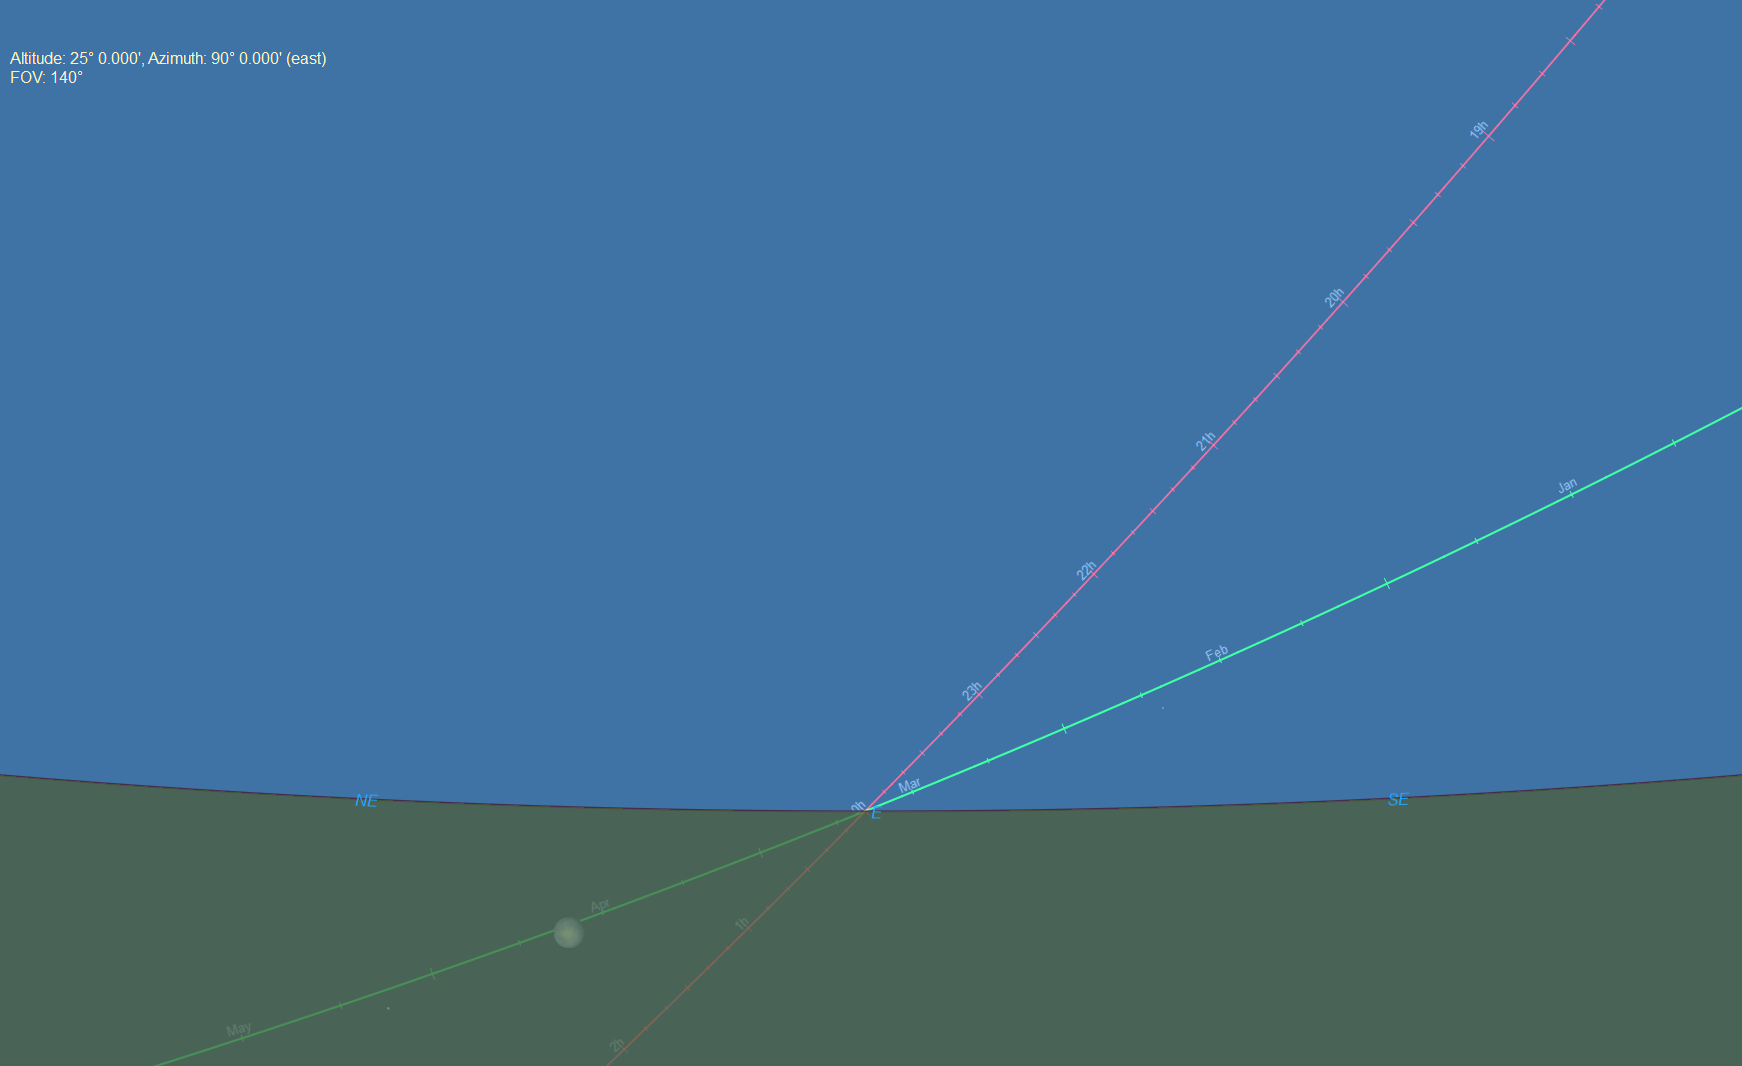 Altitude: 25° 0.000', Azimuth: 90° 0.000' (east)
FOV: 140°
19h
20h
21h
Jan
22h
Feb
23h
Mar
NE
SE
0h
E
Apr
1h
May
2h